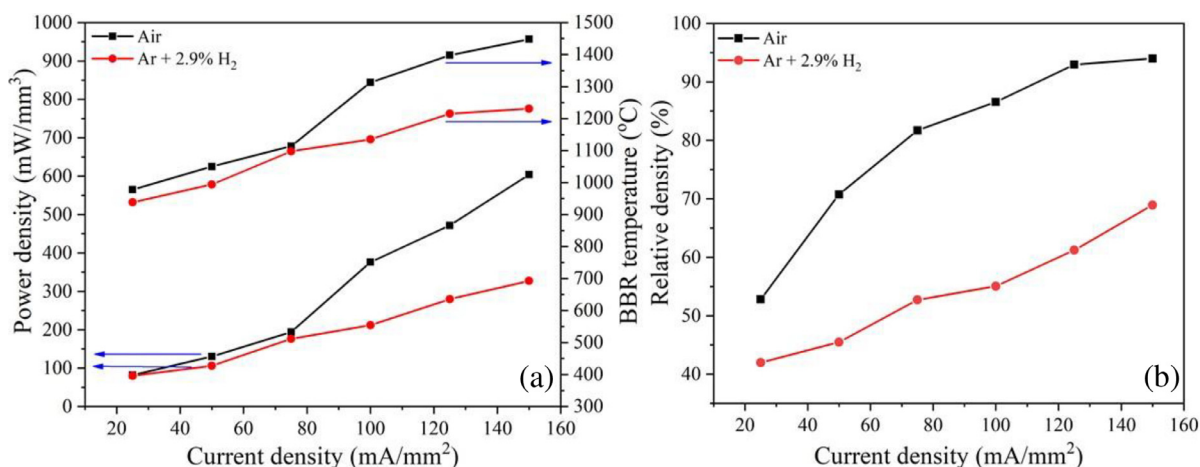 1000
900
800
700
600
500
400
300
200
100
0
Power density (mW/mm³)
Air
Ar + 2.9% H₂
1500
1400
1300
1200
1100
1000
900
800
700
600
500
400
300
BBR temperature (°C)
20 40 60 80 100 120 140 160
Current density (mA/mm²)
(a)
100
90
80
70
60
50
40
Relative density (%)
Air
Ar + 2.9% H₂
20 40 60 80 100 120 140 160
Current density (mA/mm²)
(b)